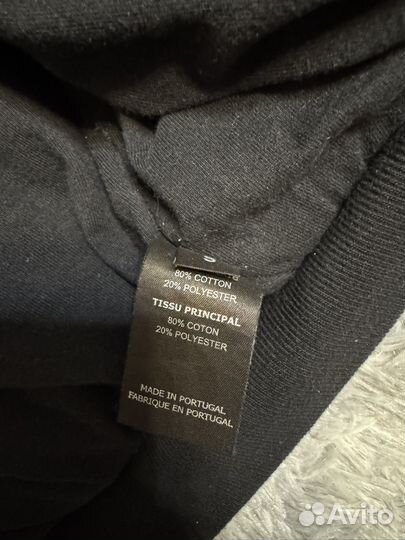 80% COTTON
20% POLYESTER
TISSU PRINCIPAL
80% COTON
20% POLYESTER
MADE IN PORTUGAL
FABRIQUE EN PORTUGAL
Avito